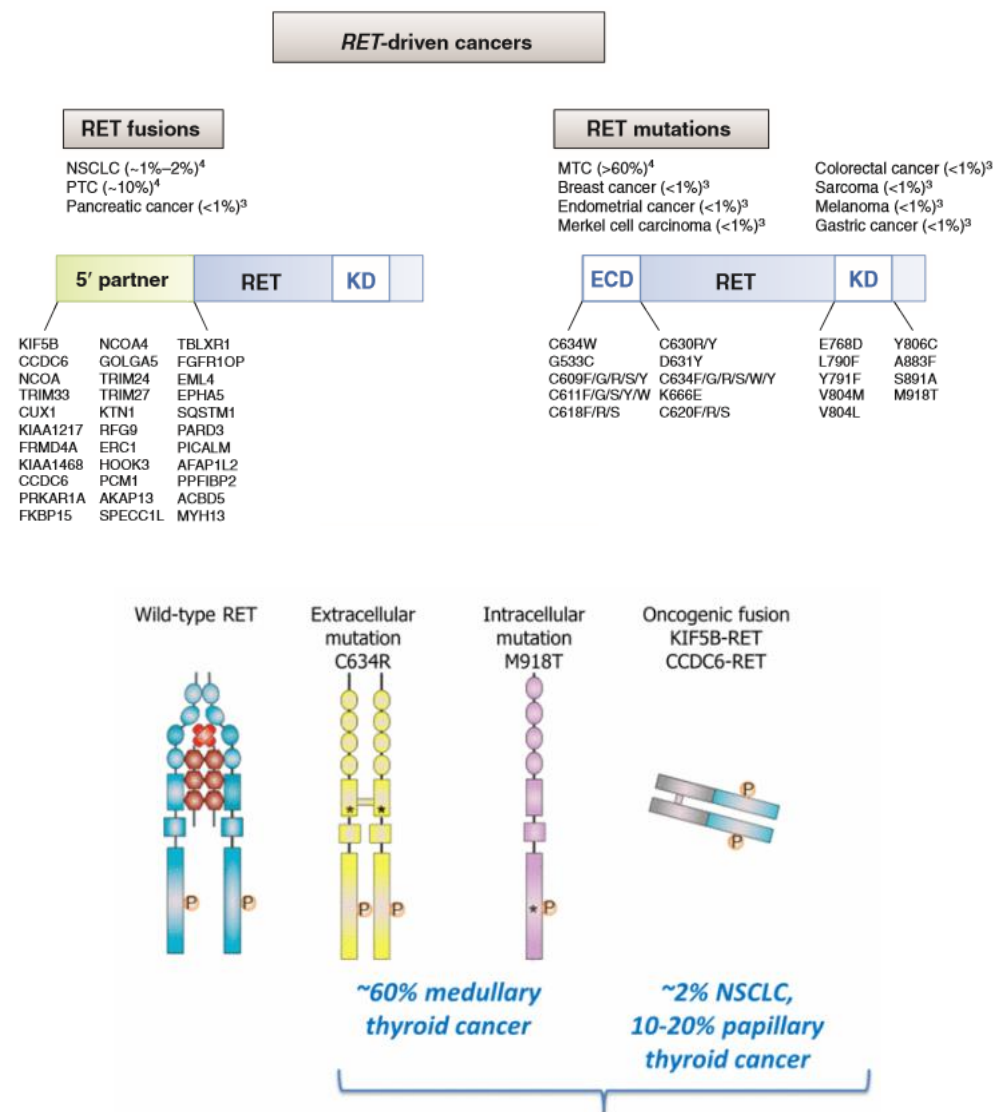 RET-driven cancers
RET fusions
NSCLC (~1%–2%)⁴
PTC (~10%)⁴
Pancreatic cancer (<1%)³
5′ partner RET KD
KIF5B NCOA4 TBLXR1
CCDC6 GOLGA5 FGFR1OP
NCOA TRIM24 EML4
TRIM33 TRIM27 EPHA5
CUX1 KTN1 SQSTM1
KIAA1217 RFG9 PARD3
FRMD4A ERC1 PICALM
KIAA1468 HOOK3 AFAP1L2
CCDC6 PCM1 PPFIBP2
PRKAR1A AKAP13 ACBD5
FKBP15 SPECC1L MYH13
RET mutations
MTC (>60%)⁴ Colorectal cancer (<1%)³
Breast cancer (<1%)³ Sarcoma (<1%)³
Endometrial cancer (<1%)³ Melanoma (<1%)³
Merkel cell carcinoma (<1%)³ Gastric cancer (<1%)³
ECD RET KD
C634W C630R/Y E768D Y806C
G533C D631Y L790F A883F
C609F/G/R/S/Y C634F/G/R/S/W/Y Y791F S891A
C611F/G/S/Y/W K666E V804M M918T
C618F/R/S C620F/R/S V804L
Wild-type RET
Extracellular
mutation
C634R
Intracellular
mutation
M918T
Oncogenic fusion
KIF5B-RET
CCDC6-RET
P
P
P P P P P
~60% medullary
thyroid cancer
~2% NSCLC,
10-20% papillary
thyroid cancer